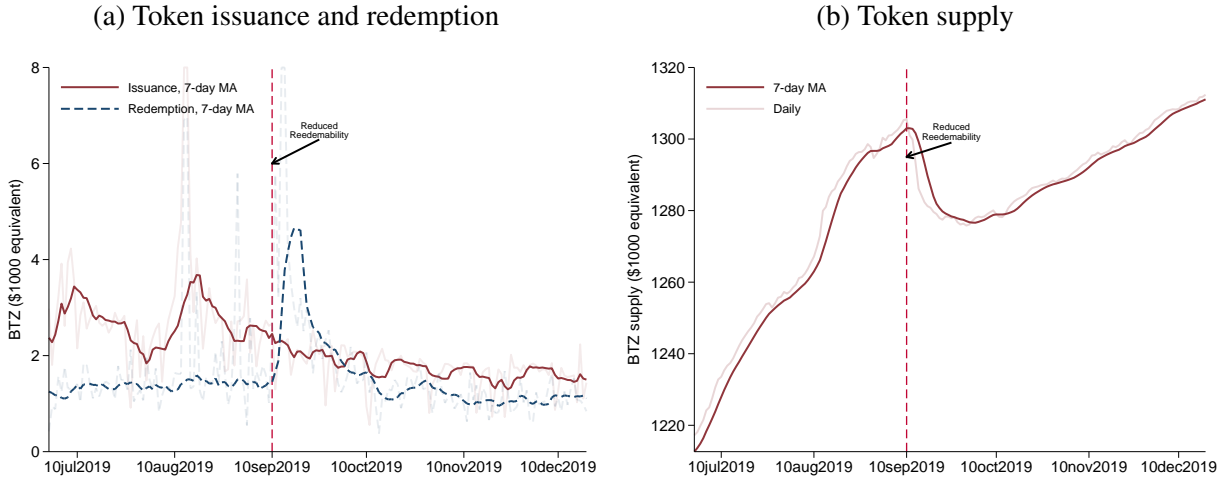 (a) Token issuance and redemption
8
6
4
2
0
BTZ ($1000 equivalent)
Issuance, 7-day MA
Redemption, 7-day MA
Reduced
Reedemability
10jul2019
10aug2019
10sep2019
10oct2019
10nov2019
10dec2019
(b) Token supply
1320
1300
1280
1260
1240
1220
BTZ supply ($1000 equivalent)
7-day MA
Daily
Reduced
Reedemability
10jul2019
10aug2019
10sep2019
10oct2019
10nov2019
10dec2019